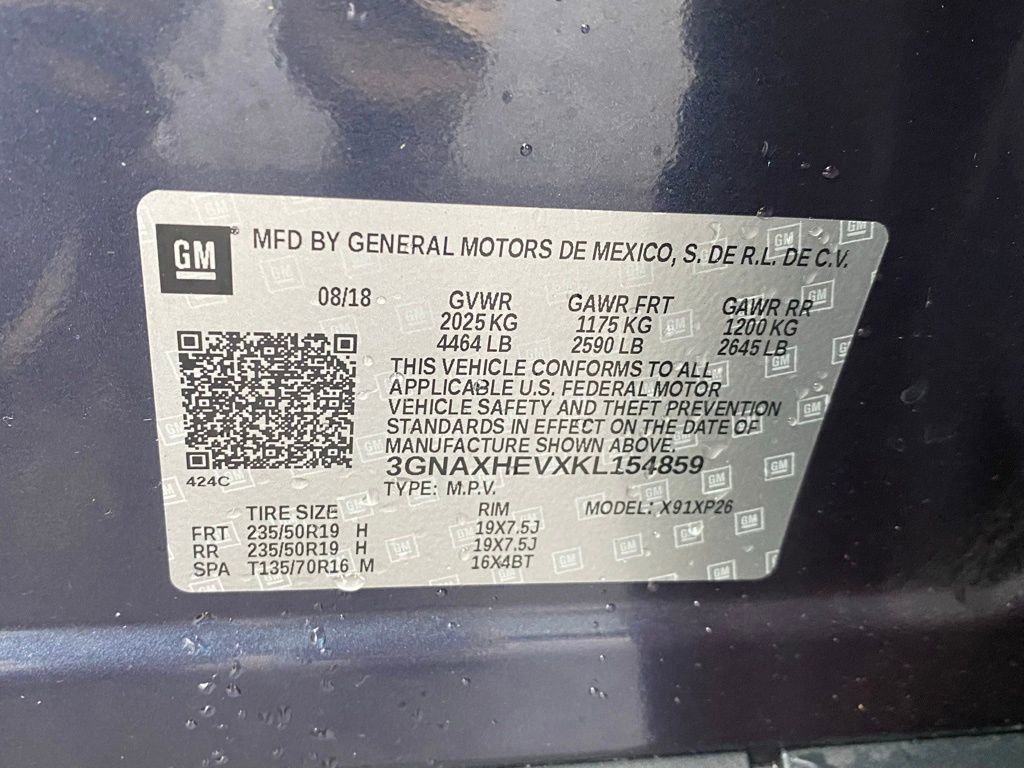 GM
MFD BY GENERAL MOTORS DE MEXICO, S. DE R.L. DE C.V.
08/18 GVWR GAWR FRT GAWR RR
2025 KG 1175 KG 1200 KG
4464 LB 2590 LB 2645 LB
THIS VEHICLE CONFORMS TO ALL
APPLICABLE U.S. FEDERAL MOTOR
VEHICLE SAFETY AND THEFT PREVENTION
STANDARDS IN EFFECT ON THE DATE OF
MANUFACTURE SHOWN ABOVE.
3GNAXHEVXKL154859
424C TYPE: M.P.V.
TIRE SIZE RIM MODEL: X91XP26
FRT 235/50R19 H 19X7.5J
RR 235/50R19 H 19X7.5J
SPA T135/70R16 M 16X4BT